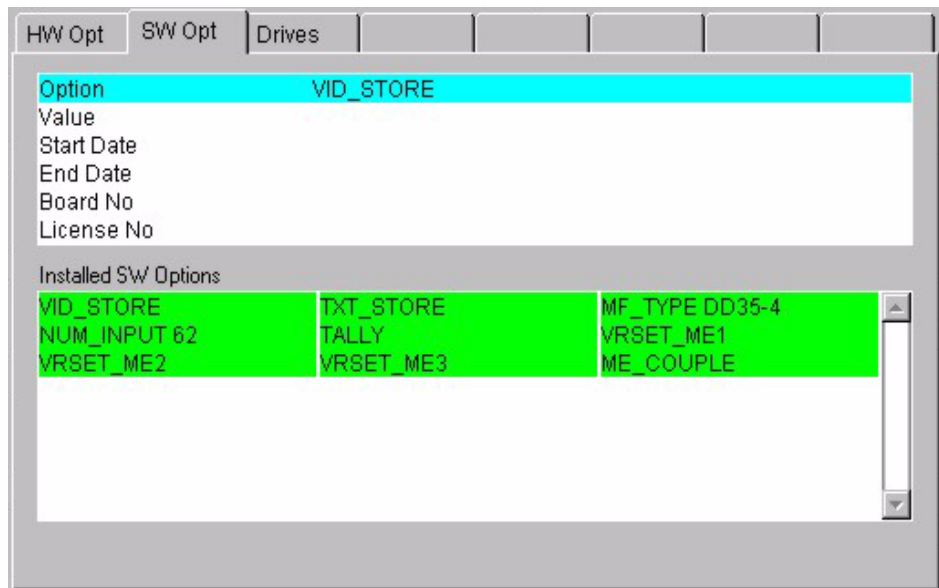 HW Opt SW Opt Drives
Option VID_STORE
Value
Start Date
End Date
Board No
License No
Installed SW Options
VID_STORE TXT_STORE MF_TYPE DD35-4
NUM_INPUT 62 TALLY VRSET_ME1
VRSET_ME2 VRSET_ME3 ME_COUPLE